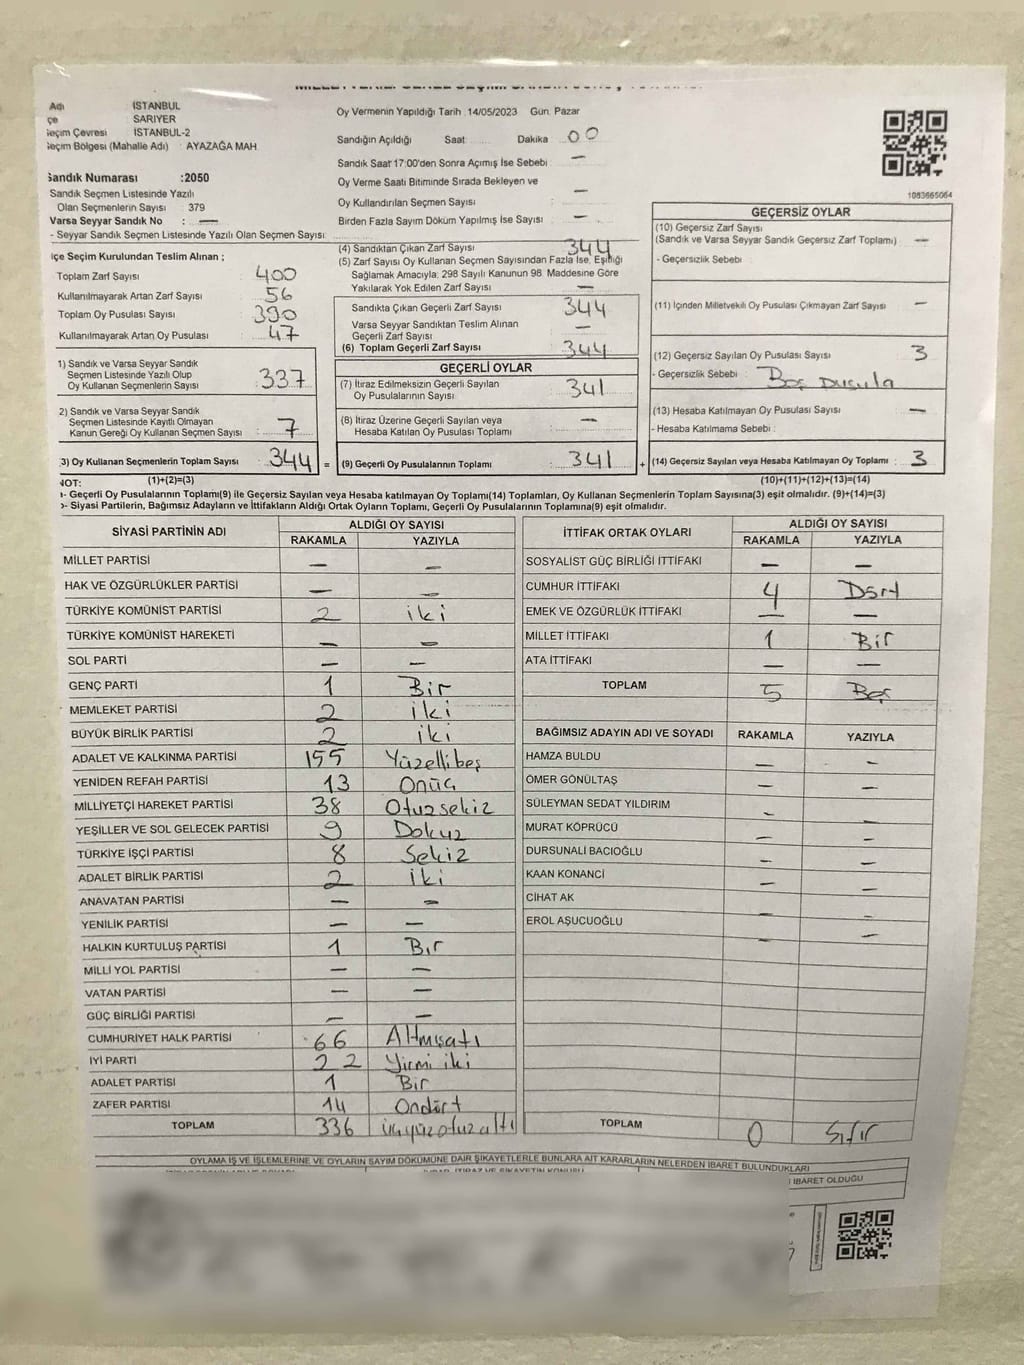 Adı İSTANBUL
çe SARIYER
Seçim Çevresi İSTANBUL-2
Seçim Bölgesi (Mahalle Adı) : AYAZAĞA MAH
Oy Vermenin Yapıldığı Tarih : 14/05/2023 Gün: Pazar
Sandığın Açıldığı Saat Dakika 00
Sandık Saat 17:00'den Sonra Açımış İse Sebebi : —
Oy Verme Saati Bitiminde Sırada Bekleyen ve
Oy Kullandırılan Seçmen Sayısı : —
Birden Fazla Sayım Döküm Yapılmış İse Sayısı : —
1083665064
Sandık Numarası :2050
Sandık Seçmen Listesinde Yazılı
Olan Seçmenlerin Sayısı : 379
Varsa Seyyar Sandık No : —
- Seyyar Sandık Seçmen Listesinde Yazılı Olan Seçmen Sayısı:
İlçe Seçim Kurulundan Teslim Alınan ;
Toplam Zarf Sayısı 400
Kullanılmayarak Artan Zarf Sayısı : 56
Toplam Oy Pusulası Sayısı : 390
Kullanılmayarak Artan Oy Pusulası : 47
1) Sandık ve Varsa Seyyar Sandık
Seçmen Listesinde Yazılı Olup
Oy Kullanan Seçmenlerin Sayısı : 337
2) Sandık ve Varsa Seyyar Sandık
Seçmen Listesinde Kayıtlı Olmayan
Kanun Gereği Oy Kullanan Seçmen Sayısı : 7
3) Oy Kullanan Seçmenlerin Toplam Sayısı : 344 =
(1)+(2)=(3)
(4) Sandıktan Çıkan Zarf Sayısı 344
(5) Zarf Sayısı Oy Kullanan Seçmen Sayısından Fazla İse, Eşitliği
Sağlamak Amacıyla; 298 Sayılı Kanunun 98. Maddesine Göre
Yakılarak Yok Edilen Zarf Sayısı : —
Sandıkta Çıkan Geçerli Zarf Sayısı : 344
Varsa Seyyar Sandıktan Teslim Alınan
Geçerli Zarf Sayısı : —
(6) Toplam Geçerli Zarf Sayısı : 344
GEÇERLİ OYLAR
(7) İtiraz Edilmeksizin Geçerli Sayılan
Oy Pusulalarının Sayısı : 341
(8) İtiraz Üzerine Geçerli Sayılan veya
Hesaba Katılan Oy Pusulası Toplamı : —
(9) Geçerli Oy Pusulalarının Toplamı : 341 +
GEÇERSİZ OYLAR
(10) Geçersiz Zarf Sayısı
(Sandık ve Varsa Seyyar Sandık Geçersiz Zarf Toplamı) : —
- Geçersizlik Sebebi :
(11) İçinden Milletvekili Oy Pusulası Çıkmayan Zarf Sayısı : —
(12) Geçersiz Sayılan Oy Pusulası Sayısı : 3
- Geçersizlik Sebebi : Boş Pusula
(13) Hesaba Katılmayan Oy Pusulası Sayısı : —
- Hesaba Katılmama Sebebi :
(14) Geçersiz Sayılan veya Hesaba Katılmayan Oy Toplamı : 3
(10)+(11)+(12)+(13)=(14)
NOT:
- Geçerli Oy Pusulalarının Toplamı(9) ile Geçersiz Sayılan veya Hesaba katılmayan Oy Toplamı(14) Toplamları, Oy Kullanan Seçmenlerin Toplam Sayısına(3) eşit olmalıdır. (9)+(14)=(3)
- Siyasi Partilerin, Bağımsız Adayların ve İttifakların Aldığı Ortak Oyların Toplamı, Geçerli Oy Pusulalarının Toplamına(9) eşit olmalıdır.
SİYASİ PARTİNİN ADI ALDIĞI OY SAYISI
RAKAMLA YAZIYLA
MİLLET PARTİSİ — —
HAK VE ÖZGÜRLÜKLER PARTİSİ — —
TÜRKİYE KOMÜNİST PARTİSİ 2 iki
TÜRKİYE KOMÜNİST HAREKETİ — —
SOL PARTİ — —
GENÇ PARTİ 1 Bir
MEMLEKET PARTİSİ 2 iki
BÜYÜK BİRLİK PARTİSİ 2 iki
ADALET VE KALKINMA PARTİSİ 155 Yüzellibeş
YENİDEN REFAH PARTİSİ 13 Onüç
MİLLİYETÇİ HAREKET PARTİSİ 38 Otuzsekiz
YEŞİLLER VE SOL GELECEK PARTİSİ 9 Dokuz
TÜRKİYE İŞÇİ PARTİSİ 8 Sekiz
ADALET BİRLİK PARTİSİ 2 iki
ANAVATAN PARTİSİ — —
YENİLİK PARTİSİ — —
HALKIN KURTULUŞ PARTİSİ 1 Bir
MİLLİ YOL PARTİSİ — —
VATAN PARTİSİ — —
GÜÇ BİRLİĞİ PARTİSİ — —
CUMHURİYET HALK PARTİSİ 66 Altmışatı
İYİ PARTİ 22 Yirmi iki
ADALET PARTİSİ 1 Bir
ZAFER PARTİSİ 14 Ondört
TOPLAM 336 üçyüzotuzaltı
İTTİFAK ORTAK OYLARI ALDIĞI OY SAYISI
RAKAMLA YAZIYLA
SOSYALİST GÜÇ BİRLİĞİ İTTİFAKI — —
CUMHUR İTTİFAKI 4 Dört
EMEK VE ÖZGÜRLÜK İTTİFAKI — —
MİLLET İTTİFAKI 1 Bir
ATA İTTİFAKI — —
TOPLAM 5 Beş
BAĞIMSIZ ADAYIN ADI VE SOYADI RAKAMLA YAZIYLA
HAMZA BULDU — —
ÖMER GÖNÜLTAŞ — —
SÜLEYMAN SEDAT YILDIRIM — —
MURAT KÖPRÜCÜ — —
DURSUNALİ BACIOĞLU — —
KAAN KONANCİ — —
CİHAT AK — —
EROL AŞUCUOĞLU — —
TOPLAM 0 Sıfır
OYLAMA İŞ VE İŞLEMLERİNE VE OYLARIN SAYIM DÖKÜMÜNE DAİR ŞİKAYETLERLE BUNLARA AİT KARARLARIN NELERDEN İBARET BULUNDUKLARI
İBARET OLDUĞU